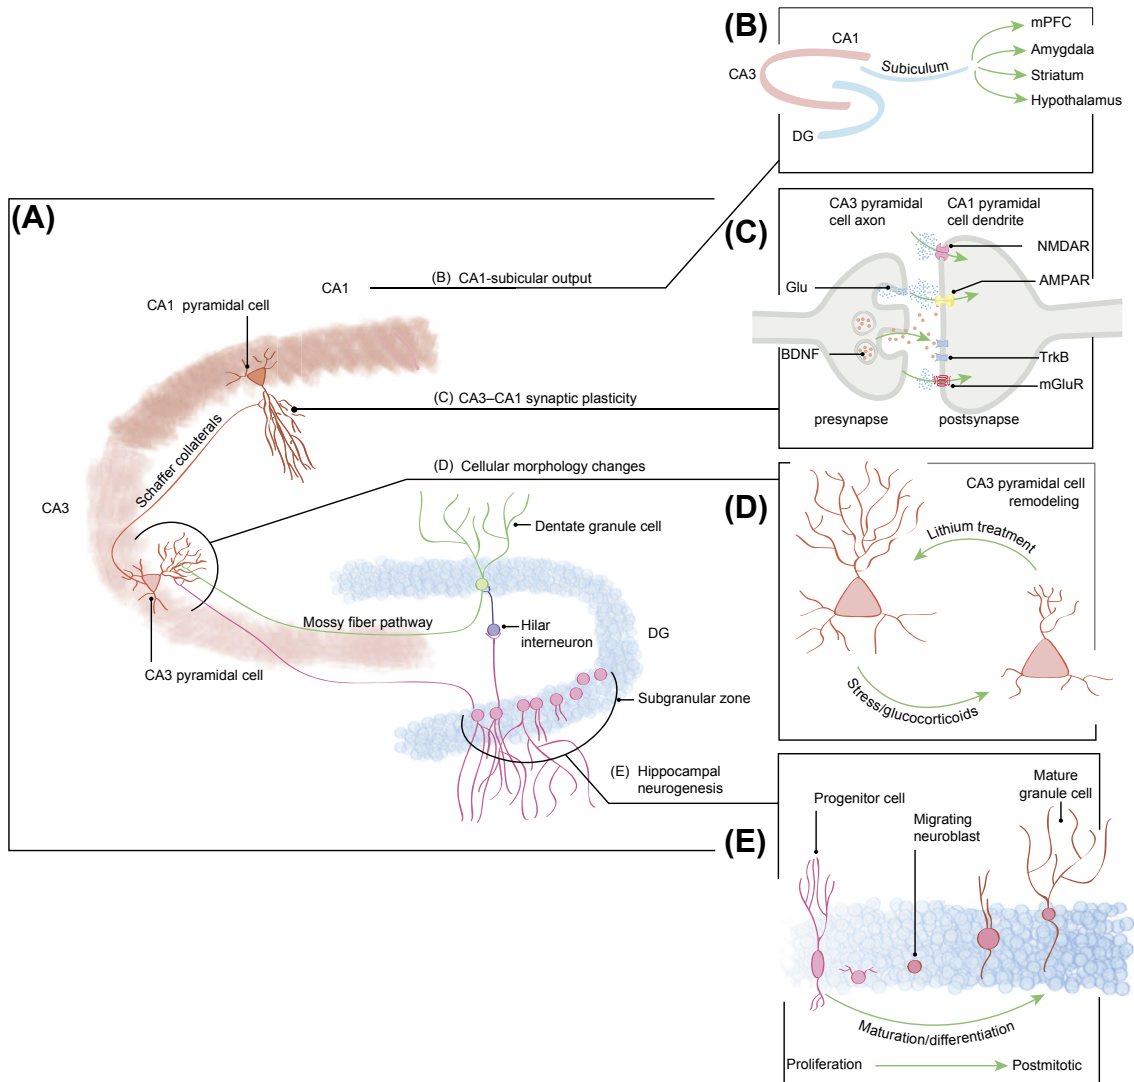 (A)
CA1 pyramidal cell
CA1
(B) CA1-subicular output
(C) CA3–CA1 synaptic plasticity
Schaffer collaterals
CA3
(D) Cellular morphology changes
Dentate granule cell
Mossy fiber pathway
Hilar
interneuron
DG
CA3 pyramidal cell
Subgranular zone
(E) Hippocampal
neurogenesis
(B)
CA1
CA3
Subiculum
DG
mPFC
Amygdala
Striatum
Hypothalamus
(C)
CA3 pyramidal
cell axon
CA1 pyramidal
cell dendrite
NMDAR
Glu
AMPAR
BDNF
TrkB
mGluR
presynapse
postsynapse
(D)
CA3 pyramidal cell
remodeling
Lithium treatment
Stress/glucocorticoids
(E)
Progenitor cell
Migrating
neuroblast
Mature
granule cell
Maturation/differentiation
Proliferation
Postmitotic